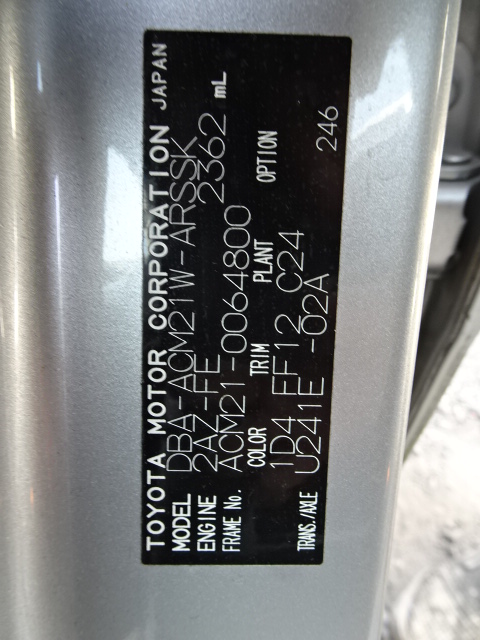 TOYOTA MOTOR CORPORATION JAPAN
MODEL DBA-ACM21W-ARSSK
ENGINE 2AZ-FE 2362 mL
FRAME No. ACM21-0064800
COLOR TRIM PLANT OPTION
1D4 FF12 C24 246
TRANS./AXLE U241E -02A